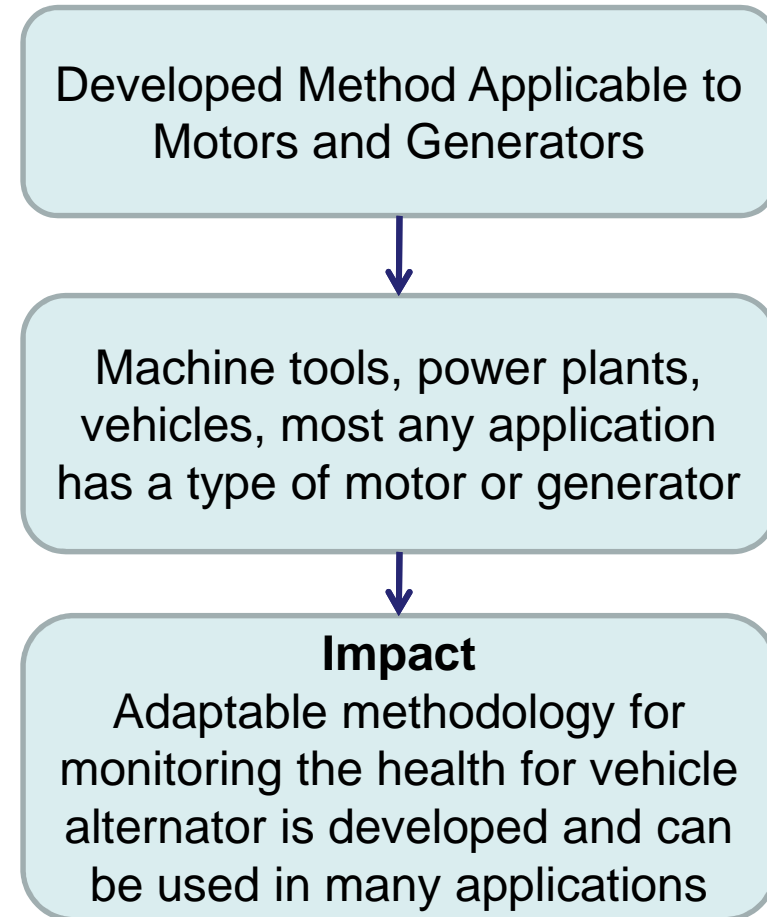 Developed Method Applicable to
Motors and Generators
Machine tools, power plants,
vehicles, most any application
has a type of motor or generator
Impact
Adaptable methodology for
monitoring the health for vehicle
alternator is developed and can
be used in many applications